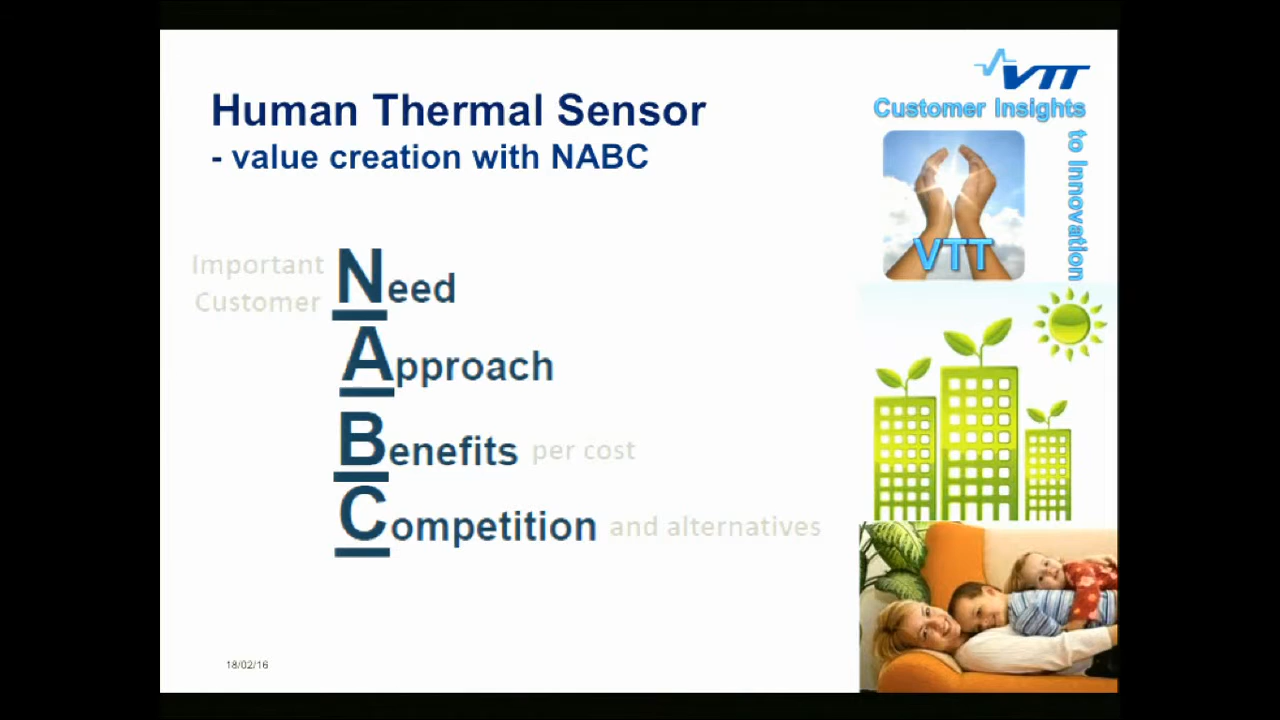 Human Thermal Sensor
- value creation with NABC
VTT
Customer Insights
to Innovation
VTT
Important
Customer
Need
Approach
Benefits per cost
Competition and alternatives
18/02/16